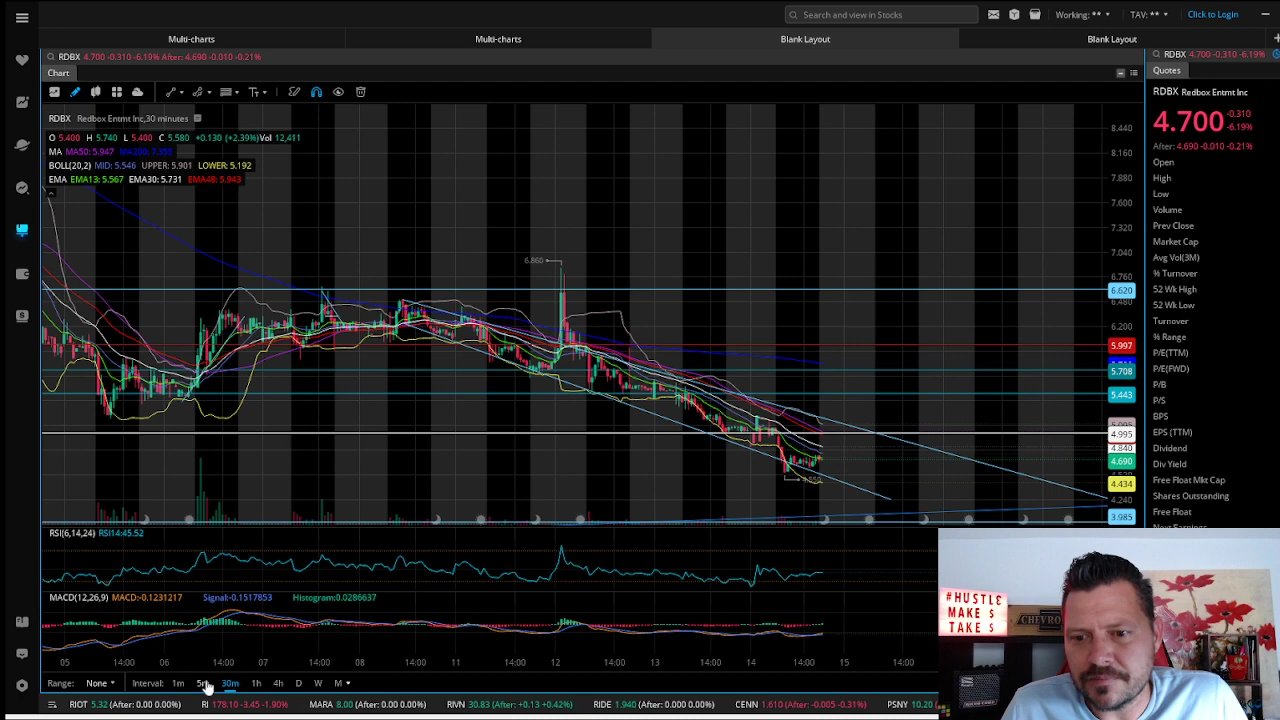 Search and view in Stocks
Working: **
TAV: **
Click to Login
Multi-charts
Multi-charts
Blank Layout
Blank Layout
RDBX 4.700 -0.310 -6.19% After: 4.690 -0.010 -0.21%
RDBX 4.700 -0.310 -6.19%
Chart
Quotes
RDBX Redbox Entmt Inc
4.700 -0.310
-6.19%
After: 4.690 -0.010 -0.21%
Open
High
Low
Volume
Prev Close
Market Cap
Avg Vol(3M)
% Turnover
52 Wk High
52 Wk Low
Turnover
% Range
P/E(TTM)
P/E(FWD)
P/B
P/S
BPS
EPS (TTM)
Dividend
Div Yield
Free Float Mkt Cap
Shares Outstanding
Free Float
RDBX Redbox Entmt Inc,30 minutes
O 5.400 H 5.740 L 5.400 C 5.580 +0.130 (+2.39%)Vol 12,411
MA MA50: 5.947
BOLL(20,2) MID: 5.546 UPPER: 5.901 LOWER: 5.192
EMA EMA13: 5.567 EMA30: 5.731 EMA48: 5.943
8.440
8.160
7.880
7.600
7.320
7.040
6.760
6.620
6.480
6.200
5.997
5.708
5.443
4.995
4.840
4.690
4.434
4.240
3.985
6.860
4.550
RSI(6,14,24) RSI14:45.52
MACD(12,26,9) MACD:-0.1231217 Signal:-0.1517853 Histogram:0.0286637
05 14:00 06 14:00 07 14:00 08 14:00 11 14:00 12 14:00 13 14:00 14 14:00 15 14:00
Range: None Interval: 1m 30m 1h 4h D W M
RIOT 5.32 (After: 0.00 0.00%) RI 178.10 -3.45 -1.90% MARA 8.00 (After: 0.00 0.00%) RIVN 30.83 (After: +0.13 +0.42%) RIDE 1.940 (After: 0.000 0.00%) CENN 1.610 (After: -0.005 -0.31%) PSNY 10.20
#HUSTLE
MAKE $
TAKE $
CHEVRO